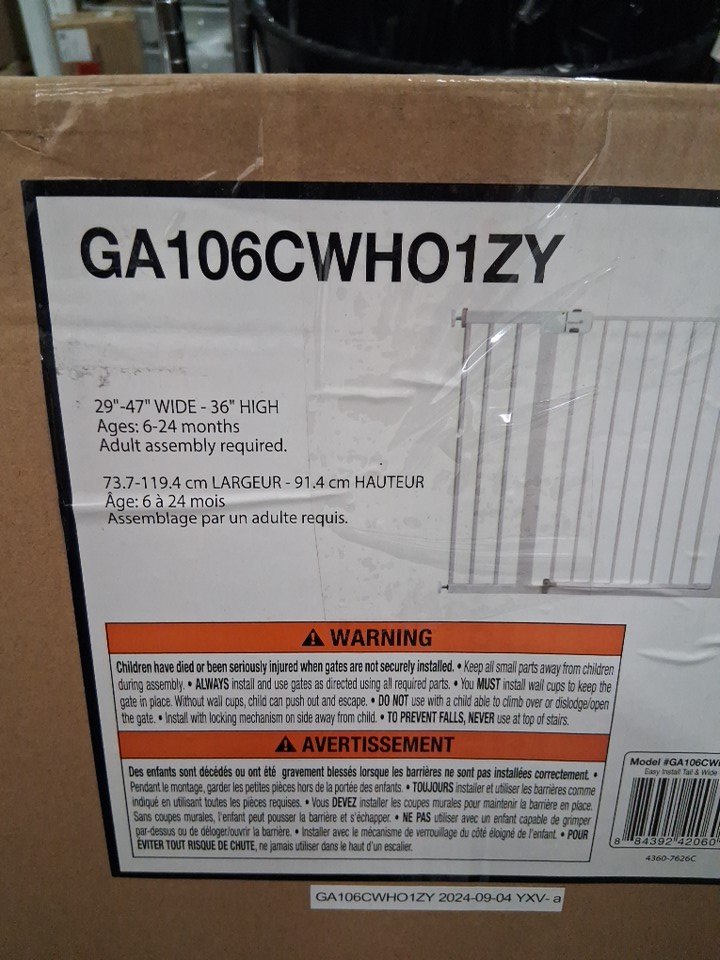 GA106CWHO1ZY
29"-47" WIDE - 36" HIGH
Ages: 6-24 months
Adult assembly required.
73.7-119.4 cm LARGEUR - 91.4 cm HAUTEUR
Âge: 6 à 24 mois
Assemblage par un adulte requis.
WARNING
Children have died or been seriously injured when gates are not securely installed. • Keep all small parts away from children
during assembly. • ALWAYS install and use gates as directed using all required parts. • You MUST install wall cups to keep the
gate in place. Without wall cups, child can push out and escape. • DO NOT use with a child able to climb over or dislodge/open
the gate. • Install with locking mechanism on side away from child. • TO PREVENT FALLS, NEVER use at top of stairs.
AVERTISSEMENT
Des enfants sont décédés ou ont été gravement blessés lorsque les barrières ne sont pas installées correctement. •
Pendant le montage, garder les petites pièces hors de la portée des enfants. • TOUJOURS installer et utiliser les barrières comme
indiqué en utilisant toutes les pièces requises. • Vous DEVEZ installer les coupes murales pour maintenir la barrière en place.
Sans coupes murales, l'enfant peut pousser la barrière et s'échapper. • NE PAS utiliser avec un enfant capable de grimper
par-dessus ou de déloger/ouvrir la barrière. • Installer avec le mécanisme de verrouillage du côté éloigné de l'enfant. • POUR
ÉVITER TOUT RISQUE DE CHUTE, ne jamais utiliser dans le haut d'un escalier.
Model #GA106CW
Easy Install Tall & Wide
8 84392 42060
4360-7626C
GA106CWHO1ZY 2024-09-04 YXV- a